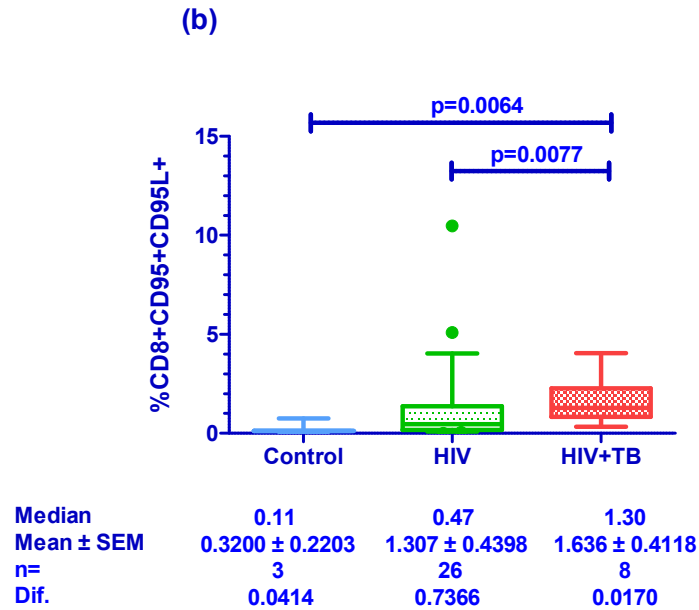 (b)
p=0.0064
p=0.0077
15
10
5
0
%CD8+CD95+CD95L+
Control HIV HIV+TB
Median 0.11 0.47 1.30
Mean ± SEM 0.3200 ± 0.2203 1.307 ± 0.4398 1.636 ± 0.4118
n= 3 26 8
Dif. 0.0414 0.7366 0.0170